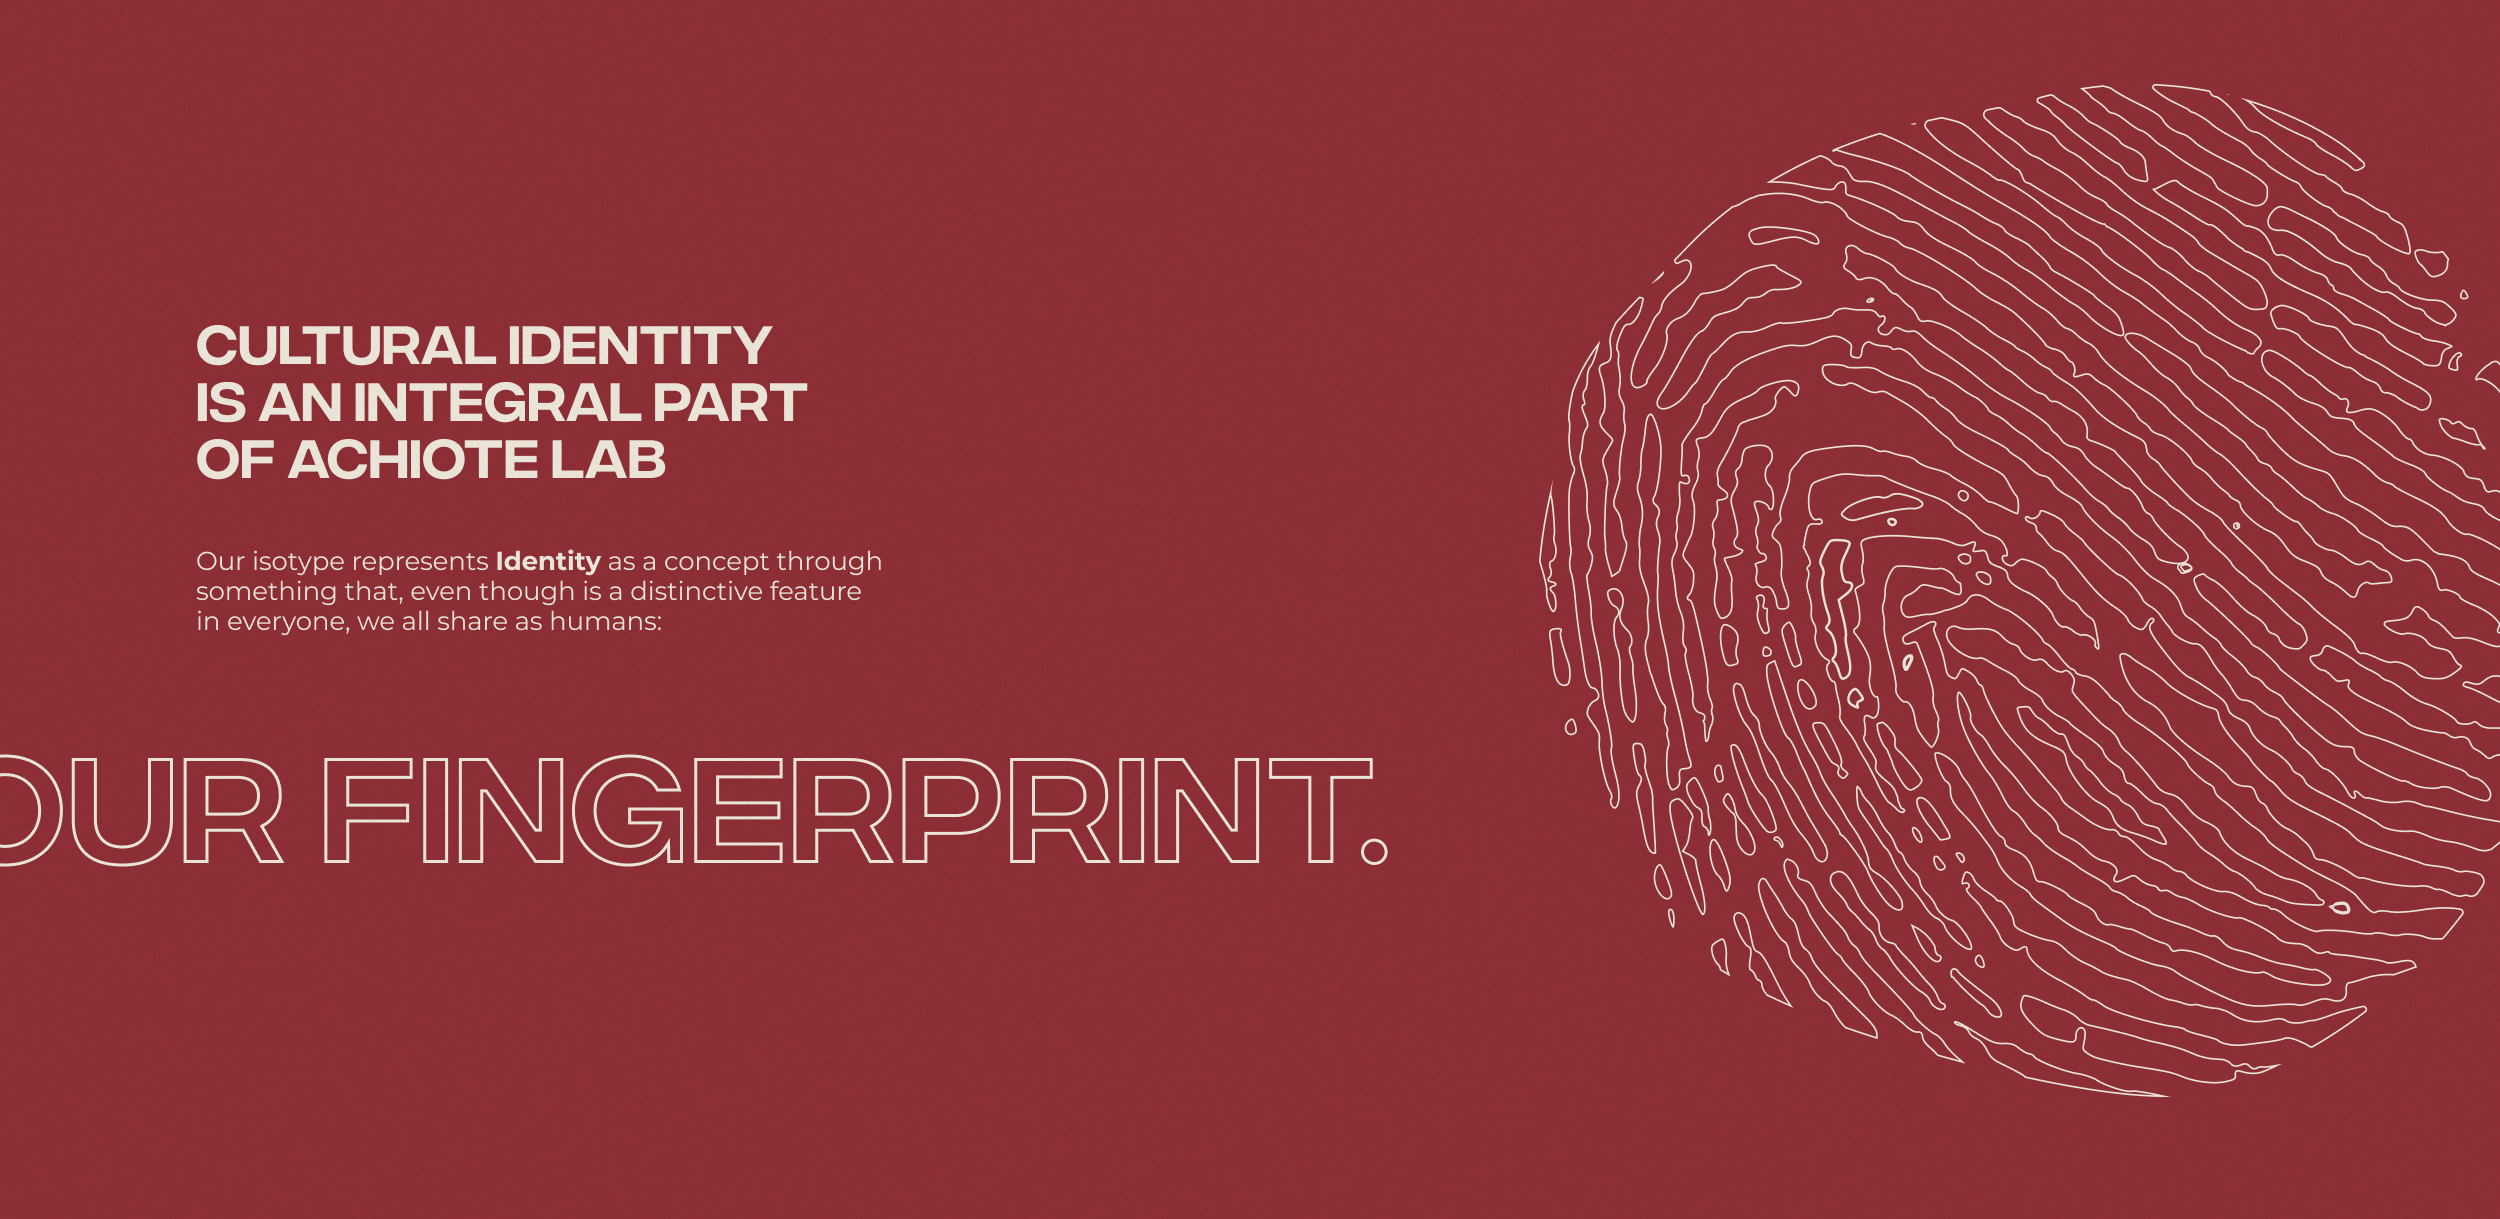 CULTURAL IDENTITY
IS AN INTEGRAL PART
OF ACHIOTE LAB
Our isotype represents Identity as a concept through
something that, even though is a distinctive feature
in everyone, we all share as humans:
OUR FINGERPRINT.